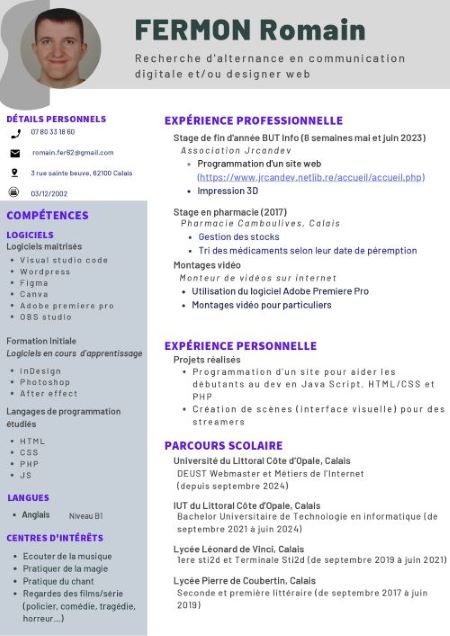 FERMON Romain
Recherche d'alternance en communication
digitale et/ou designer web
DÉTAILS PERSONNELS
07 80 33 18 60
romain.fer62@gmail.com
3 rue sainte beuve, 62100 Calais
03/12/2002
COMPÉTENCES
LOGICIELS
Logiciels maitrisés
Visual studio code
Wordpress
Figma
Canva
Adobe premiere pro
OBS studio
Formation Initiale
Logiciels en cours d'apprentissage
InDesign
Photoshop
After effect
Langages de programmation
étudiés
HTML
CSS
PHP
JS
LANGUES
Anglais Niveau B1
CENTRES D'INTÉRÊTS
Ecouter de la musique
Pratiquer de la magie
Pratique du chant
Regardes des films/série
(policier, comédie, tragédie,
horreur...)
EXPÉRIENCE PROFESSIONNELLE
Stage de fin d'année BUT Info (8 semaines mai et juin 2023)
Association Jrcandev
Programmation d'un site web
(https://www.jrcandev.netlib.re/accueil/accueil.php)
Impression 3D
Stage en pharmacie (2017)
Pharmacie Camboulives, Calais
Gestion des stocks
Tri des médicaments selon leur date de péremption
Montages vidéo
Monteur de vidéos sur internet
Utilisation du logiciel Adobe Premiere Pro
Montages vidéo pour particuliers
EXPÉRIENCE PERSONNELLE
Projets réalisés
Programmation d'un site pour aider les
débutants au dev en Java Script, HTML/CSS et
PHP
Création de scènes (interface visuelle) pour des
streamers
PARCOURS SCOLAIRE
Université du Littoral Côte d'Opale, Calais
DEUST Webmaster et Métiers de l'Internet
(depuis septembre 2024)
IUT du Littoral Côte d'Opale, Calais
Bachelor Universitaire de Technologie en informatique (de
septembre 2021 à juin 2024)
Lycée Léonard de Vinci, Calais
1ere sti2d et Terminale Sti2d (de septembre 2019 à juin 2021)
Lycée Pierre de Coubertin, Calais
Seconde et première littéraire (de septembre 2017 à juin
2019)